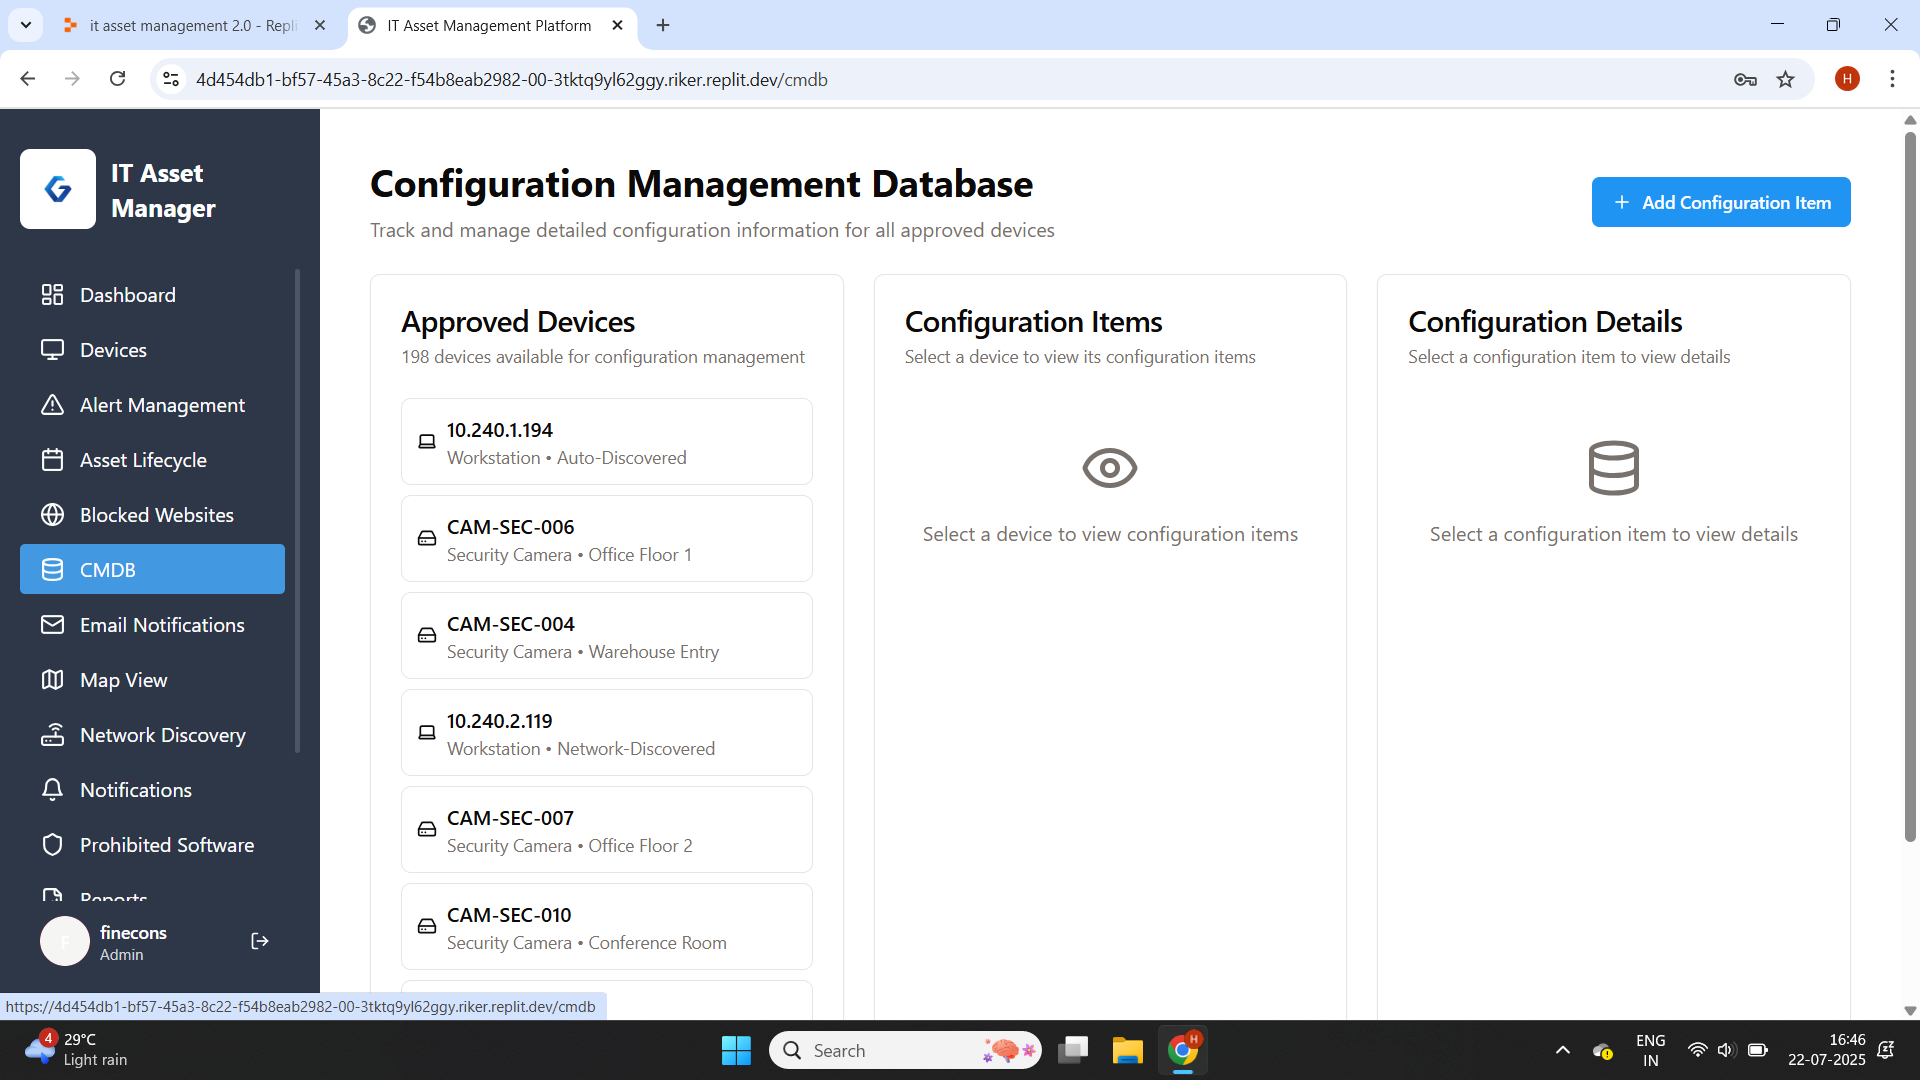 it asset management 2.0 - Repli
IT Asset Management Platform
4d454db1-bf57-45a3-8c22-f54b8eab2982-00-3tktq9yl62ggy.riker.replit.dev/cmdb
H
IT Asset
Manager
Dashboard
Devices
Alert Management
Asset Lifecycle
Blocked Websites
CMDB
Email Notifications
Map View
Network Discovery
Notifications
Prohibited Software
Reports
F
finecons
Admin
Configuration Management Database
Track and manage detailed configuration information for all approved devices
+ Add Configuration Item
Approved Devices
198 devices available for configuration management
10.240.1.194
Workstation • Auto-Discovered
CAM-SEC-006
Security Camera • Office Floor 1
CAM-SEC-004
Security Camera • Warehouse Entry
10.240.2.119
Workstation • Network-Discovered
CAM-SEC-007
Security Camera • Office Floor 2
CAM-SEC-010
Security Camera • Conference Room
Configuration Items
Select a device to view its configuration items
Select a device to view configuration items
Configuration Details
Select a configuration item to view details
Select a configuration item to view details
https://4d454db1-bf57-45a3-8c22-f54b8eab2982-00-3tktq9yl62ggy.riker.replit.dev/cmdb
4
29°C
Light rain
Search
H
ENG
IN
16:46
22-07-2025